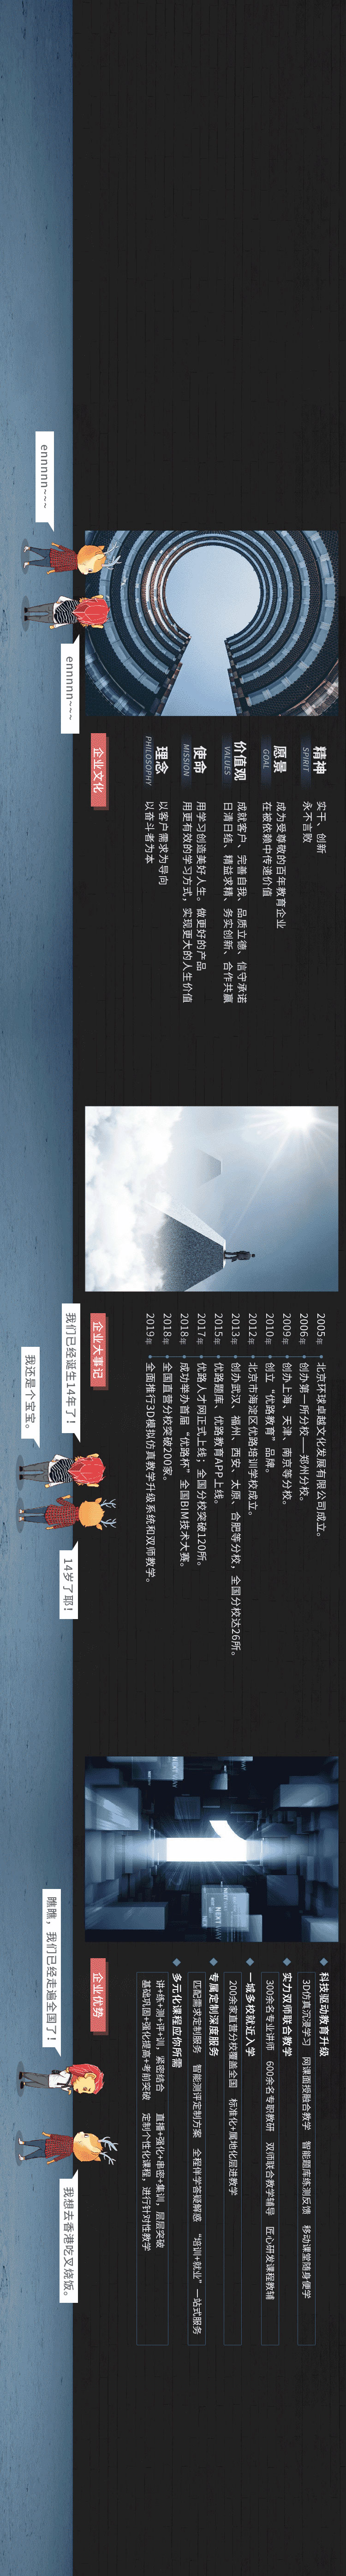 精神
SPIRIT
实干、创新
永不言败
愿景
GOAL
成为受尊敬的百年教育企业
在被依赖中传递价值
价值观
VALUES
成就客户、完善自我、品质立德、信守承诺
日清日结、精益求精、务实创新、合作共赢
使命
MISSION
用学习创造美好人生。做更好的产品
用更有效的学习方式，实现更大的人生价值
理念
PHILOSOPHY
以客户需求为导向
以奋斗者为本
企业文化
ennnnn~~~
ennnnn~~~
2005年 北京环球卓越文化发展有限公司成立。
2006年 创办第一所分校——郑州分校。
2009年 创办上海、天津、南京等分校。
2010年 创立“优路教育”品牌。
2012年 北京市海淀区优路培训学校成立。
2013年 创办武汉、福州、西安、太原、合肥等分校，全国分校达26所。
2015年 优路题库、优路教育APP上线。
2017年 优路人才网正式上线；全国分校突破120所。
2018年 成功举办首届“优路杯”全国BIM技术大赛。
2018年 全国直营分校突破200家。
2019年 全面推行3D模拟仿真教学升级系统和双师教学。
企业大事记
我们已经诞生14年了！
我还是个宝宝。
14岁了耶！
NEXT WAY
NEXT WAY
科技驱动教育升级
3D仿真沉浸学习 网课面授融合教学 智能题库练测反馈 移动课堂随身便学
实力双师联合教学
300余名专业讲师 600余名专职教研 双师联合教学辅导 匠心研发课程教辅
一城多校就近入学
200余家直营分校覆盖全国 标准化+属地化层进教学
专属定制深度服务
匹配需求定制服务 智能测评定制方案 全程伴学答疑解惑 “培训+就业”一站式服务
多元化课程应你所需
讲+练+测+评+训，紧密结合 直播+强化+串密+集训，层层突破
基础巩固+强化提高+考前突破 定制个性化课程，进行针对性教学
企业优势
瞧瞧，我们已经走遍全国了！
我想去香港吃叉烧饭。